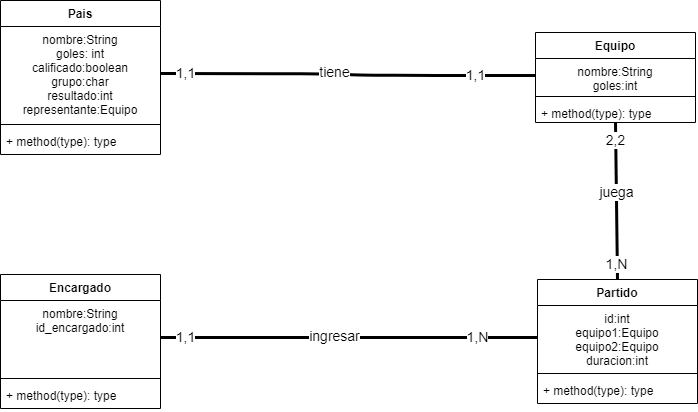 Pais
nombre:String
goles: int
calificado:boolean
grupo:char
resultado:int
representante:Equipo
+ method(type): type
1,1
tiene
1,1
Equipo
nombre:String
goles:int
+ method(type): type
2,2
juega
1,N
Encargado
nombre:String
id_encargado:int
+ method(type): type
1,1
ingresar
1,N
Partido
id:int
equipo1:Equipo
equipo2:Equipo
duracion:int
+ method(type): type